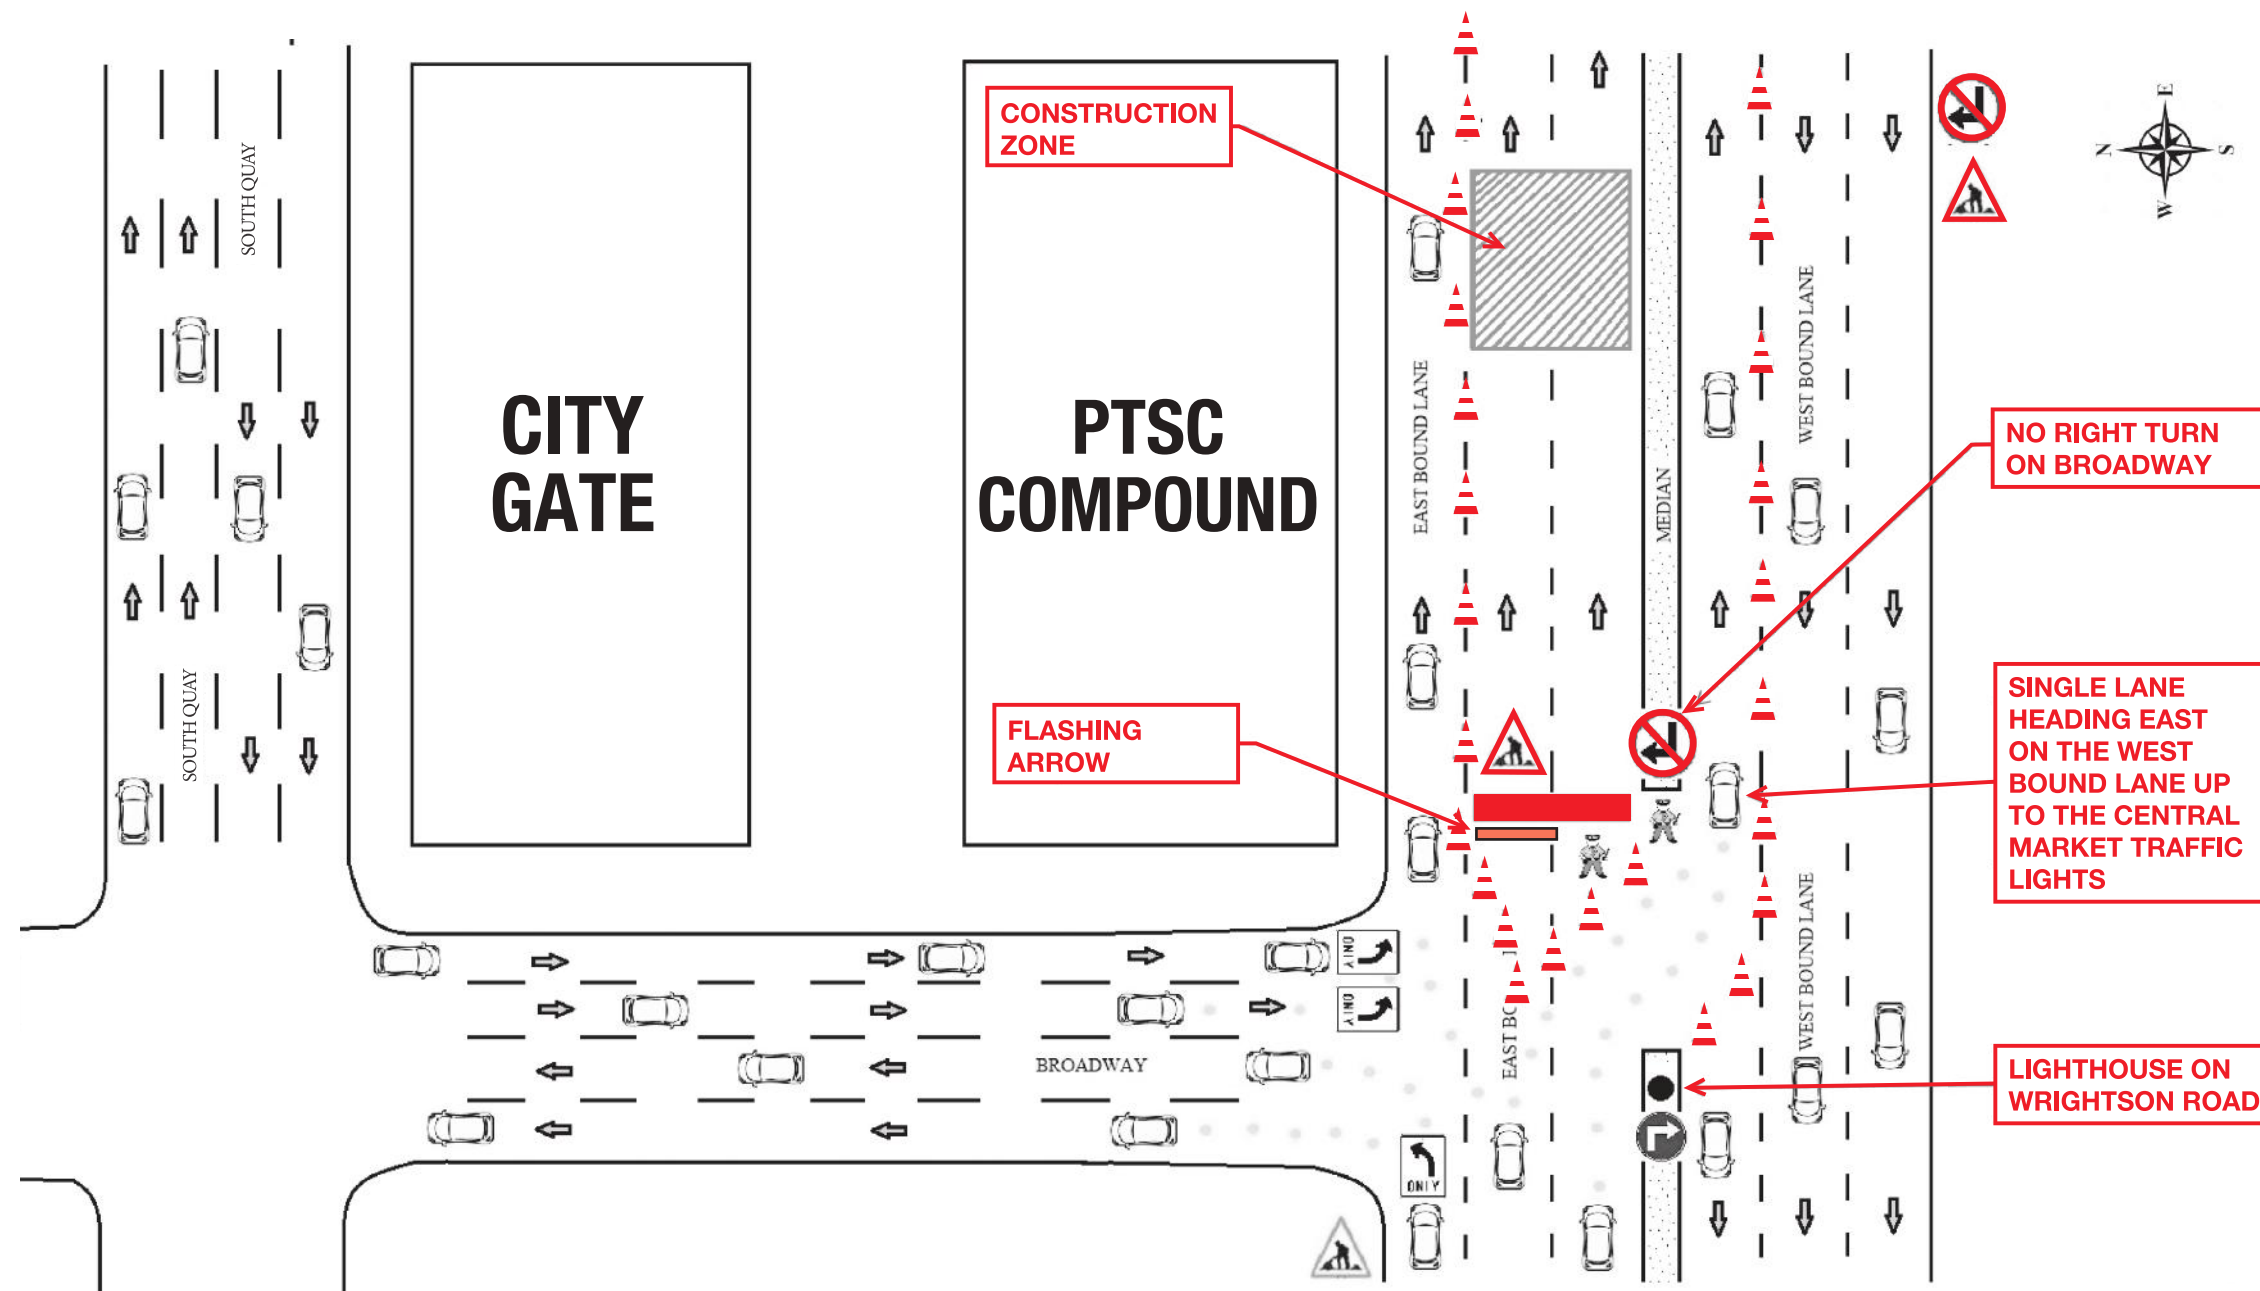 SOUTH QUAY
SOUTH QUAY
CITY
GATE
PTSC
COMPOUND
CONSTRUCTION
ZONE
FLASHING
ARROW
EAST BOUND LANE
MEDIAN
WEST BOUND LANE
E
N
S
W
NO RIGHT TURN
ON BROADWAY
SINGLE LANE
HEADING EAST
ON THE WEST
BOUND LANE UP
TO THE CENTRAL
MARKET TRAFFIC
LIGHTS
WEST BOUND LANE
LIGHTHOUSE ON
WRIGHTSON ROAD
BROADWAY
ONLY
ONLY
ONLY
EAST BO